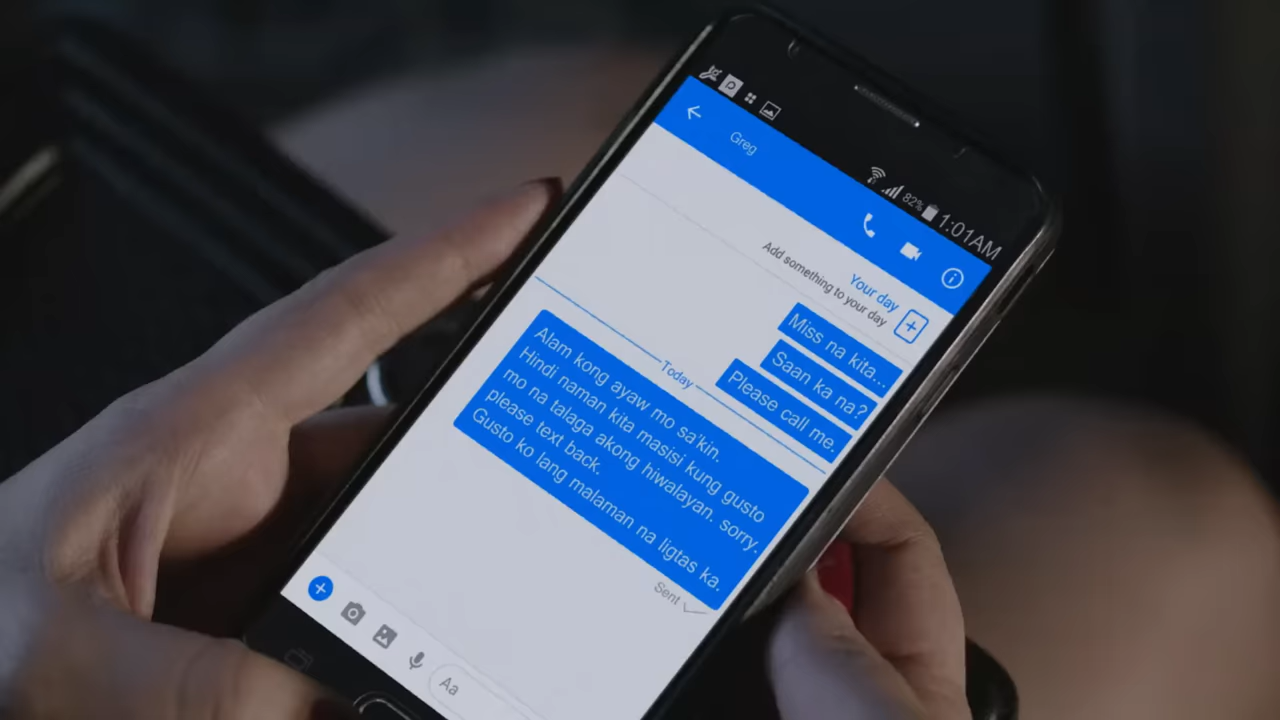 82% 1:01AM
Greg
Your day
Add something to your day
Miss na kita...
Saan ka na?
Please call me.
Today
Alam kong ayaw mo sa'kin.
Hindi naman kita masisi kung gusto
mo na talaga akong hiwalayan. sorry.
please text back.
Gusto ko lang malaman na ligtas ka.
Sent
Aa